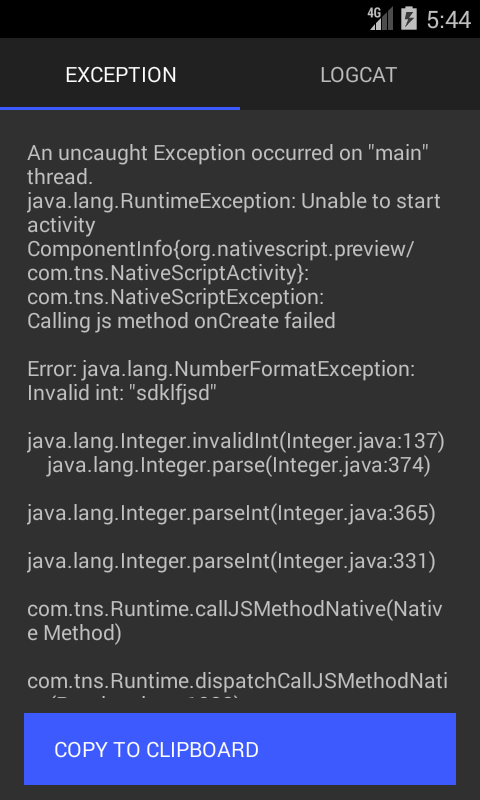 4G 5:44
EXCEPTION LOGCAT
An uncaught Exception occurred on "main"
thread.
java.lang.RuntimeException: Unable to start
activity
ComponentInfo{org.nativescript.preview/
com.tns.NativeScriptActivity}:
com.tns.NativeScriptException:
Calling js method onCreate failed
Error: java.lang.NumberFormatException:
Invalid int: "sdklfjsd"
java.lang.Integer.invalidInt(Integer.java:137)
java.lang.Integer.parse(Integer.java:374)
java.lang.Integer.parseInt(Integer.java:365)
java.lang.Integer.parseInt(Integer.java:331)
com.tns.Runtime.callJSMethodNative(Nativ
e Method)
com.tns.Runtime.dispatchCallJSMethodNati
COPY TO CLIPBOARD